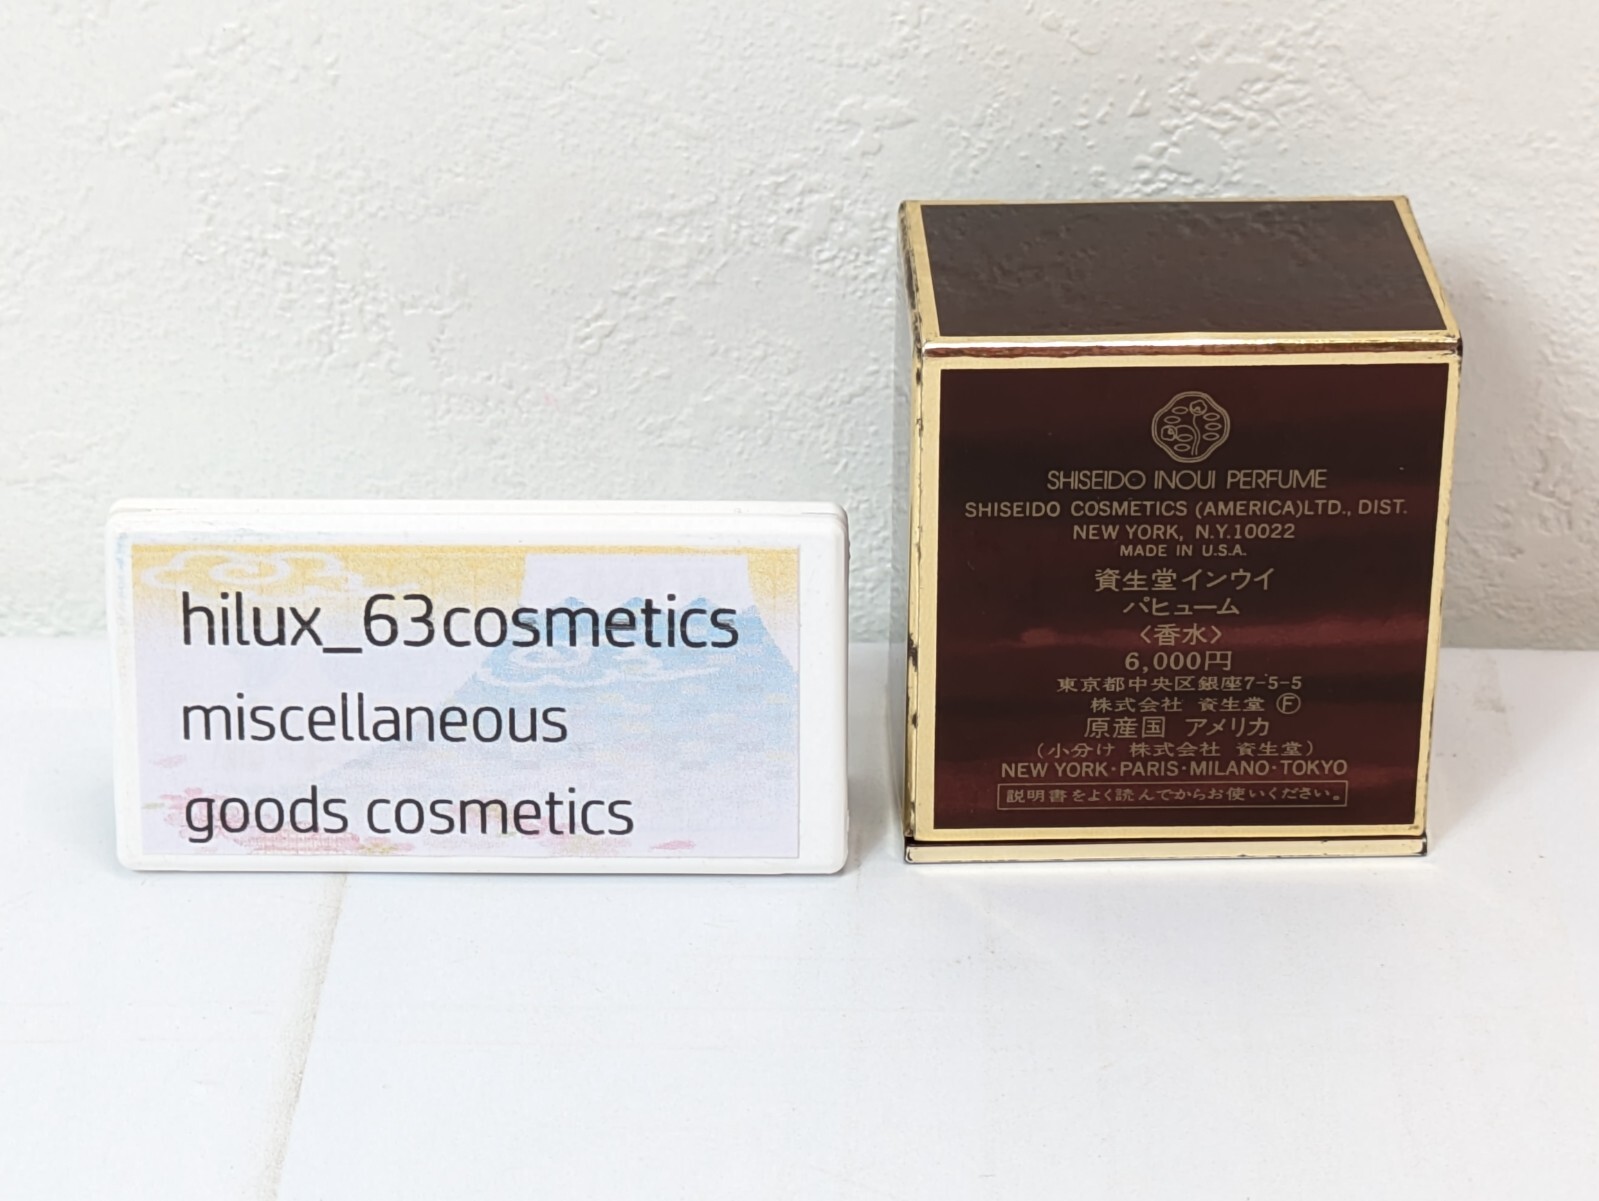 hilux_63cosmetics
miscellaneous
goods cosmetics
SHISEIDO INOUI PERFUME
SHISEIDO COSMETICS (AMERICA)LTD., DIST.
NEW YORK, N.Y.10022
MADE IN U.S.A.
資生堂インウイ
パヒューム
〈香水〉
6,000円
東京都中央区銀座7-5-5
株式会社 資生堂 Ⓕ
原産国 アメリカ
(小分け 株式会社 資生堂)
NEW YORK・PARIS・MILANO・TOKYO
説明書をよく読んでからお使いください。